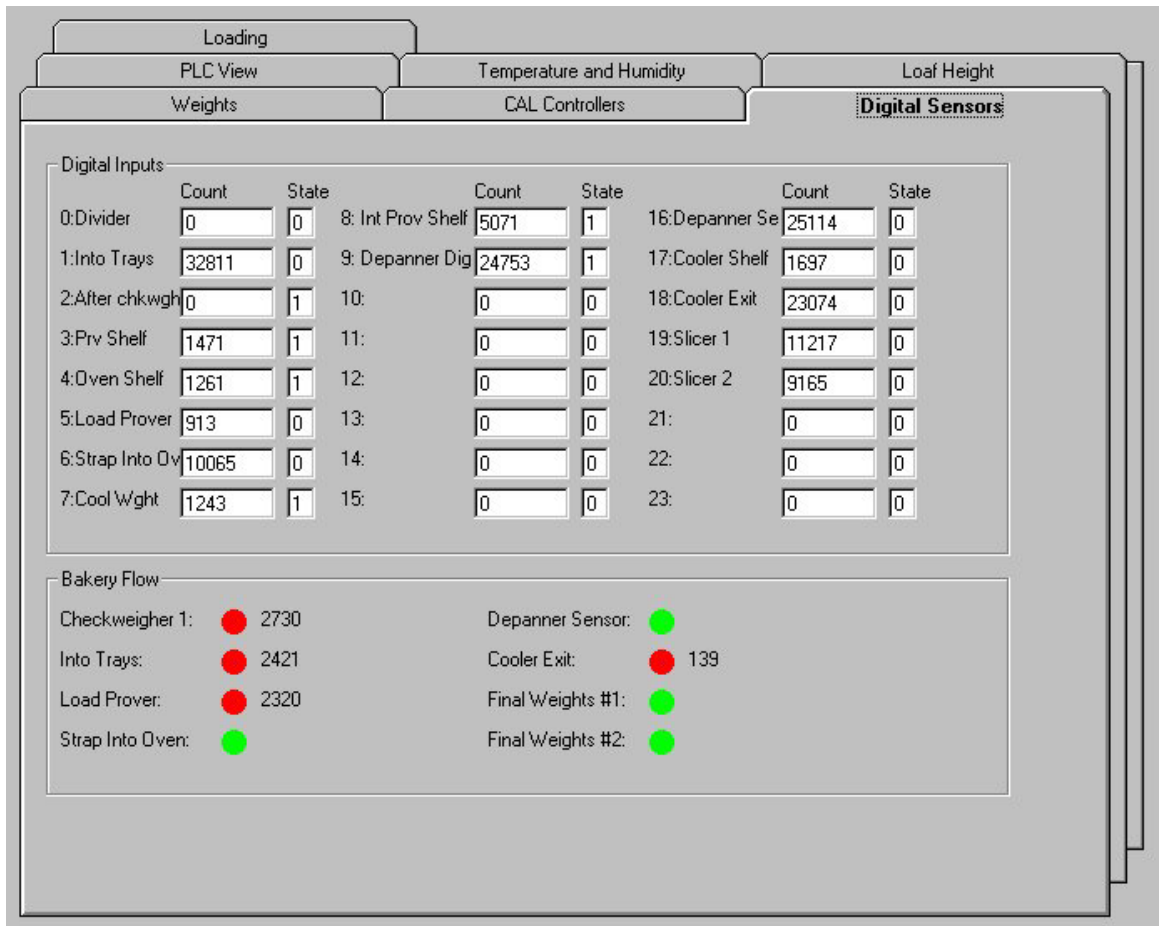 Loading
PLC View Temperature and Humidity Loaf Height
Weights CAL Controllers Digital Sensors
Digital Inputs
Count State Count State Count State
0:Divider 0 0 8: Int Prov Shelf 5071 1 16:Depanner Se 25114 0
1:Into Trays 32811 0 9: Depanner Dig 24753 1 17:Cooler Shelf 1697 0
2:After chkwgh 0 1 10: 0 0 18:Cooler Exit 23074 0
3:Prv Shelf 1471 1 11: 0 0 19:Slicer 1 11217 0
4:Oven Shelf 1261 1 12: 0 0 20:Slicer 2 9165 0
5:Load Prover 913 0 13: 0 0 21: 0 0
6:Strap Into Ov 10065 0 14: 0 0 22: 0 0
7:Cool Wght 1243 1 15: 0 0 23: 0 0
Bakery Flow
Checkweigher 1: 2730 Depanner Sensor:
Into Trays: 2421 Cooler Exit: 139
Load Prover: 2320 Final Weights #1:
Strap Into Oven: Final Weights #2: